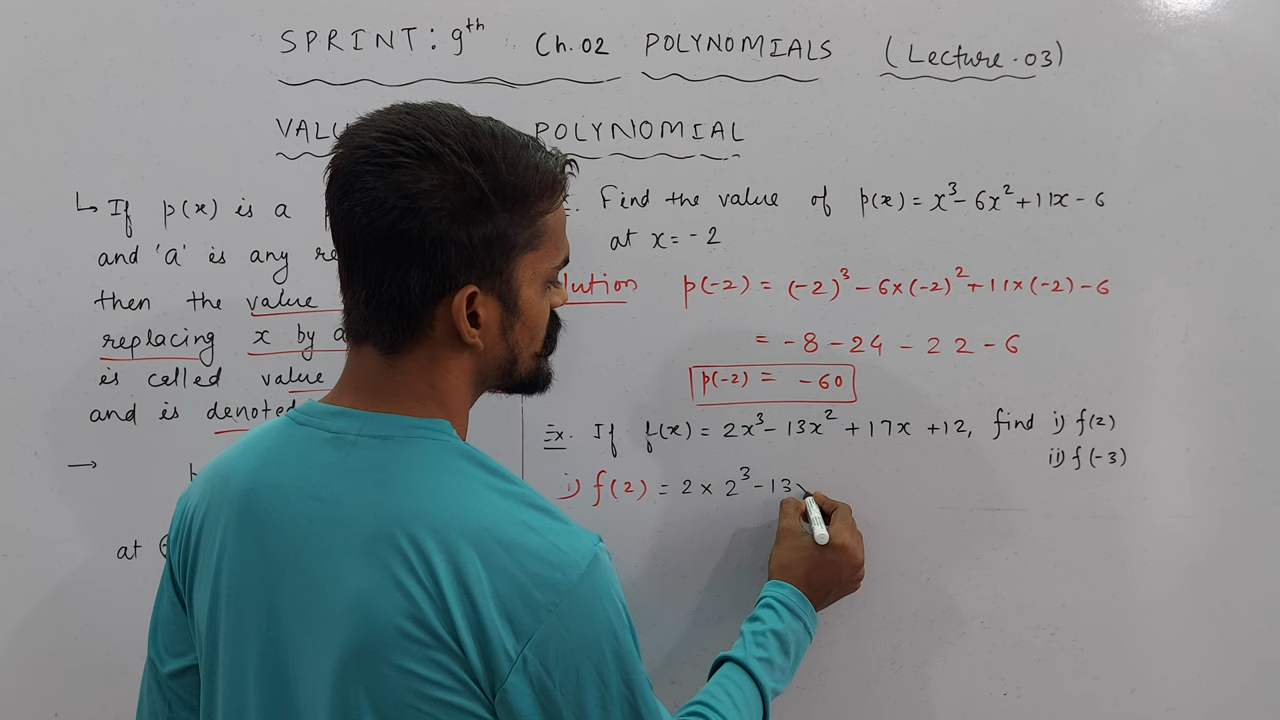 SPRINT: 9th Ch.02 POLYNOMIALS (Lecture-03)
POLYNOMIAL
↳ If p(x) is a
and 'a' is any
then the value
replacing x by a
is called value
and is denoted
→
at
Find the value of p(x) = x³ - 6x² + 11x - 6
at x = -2
p(-2) = (-2)³ - 6×(-2)² + 11×(-2) - 6
= -8 - 24 - 22 - 6
p(-2) = -60
Ex. If f(x) = 2x³ - 13x² + 17x + 12, find i) f(2)
ii) f(-3)
i) f(2) = 2 × 2³ - 13